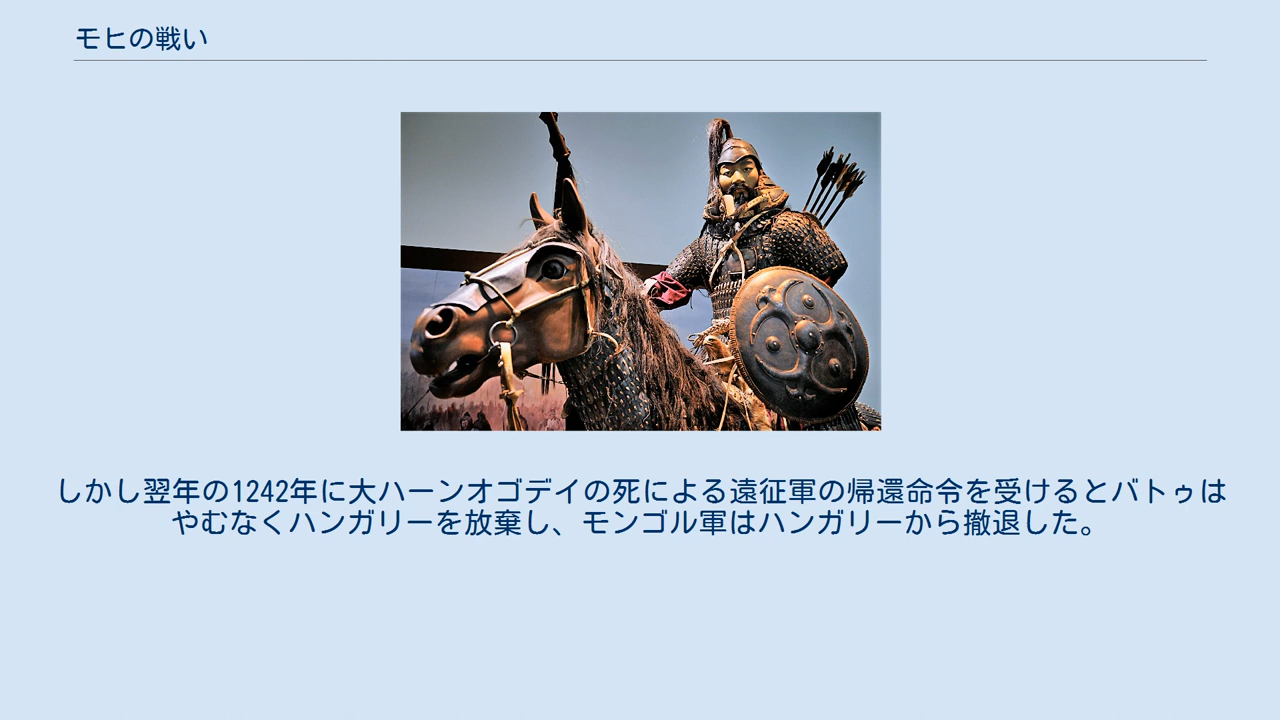 モヒの戦い
しかし翌年の1242年に大ハーンオゴデイの死による遠征軍の帰還命令を受けるとバトゥは
やむなくハンガリーを放棄し、モンゴル軍はハンガリーから撤退した。